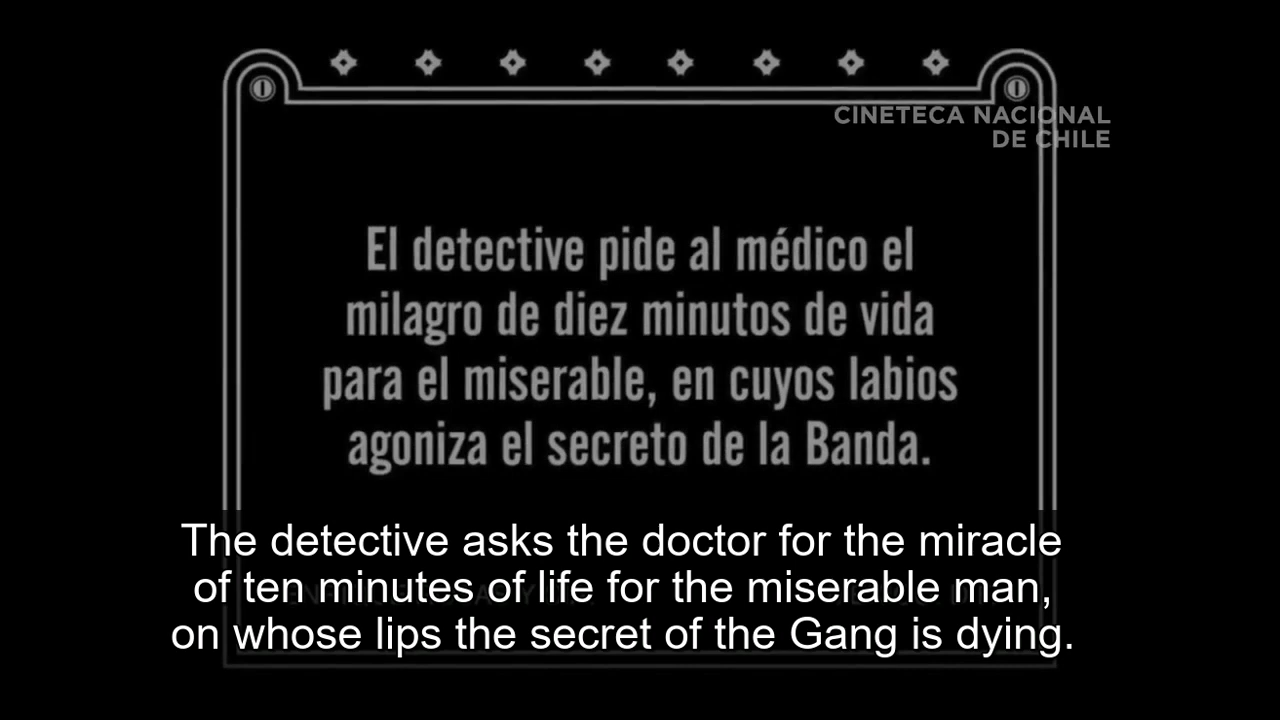 CINETECA NACIONAL
DE CHILE
El detective pide al médico el
milagro de diez minutos de vida
para el miserable, en cuyos labios
agoniza el secreto de la Banda.
The detective asks the doctor for the miracle
of ten minutes of life for the miserable man,
on whose lips the secret of the Gang is dying.